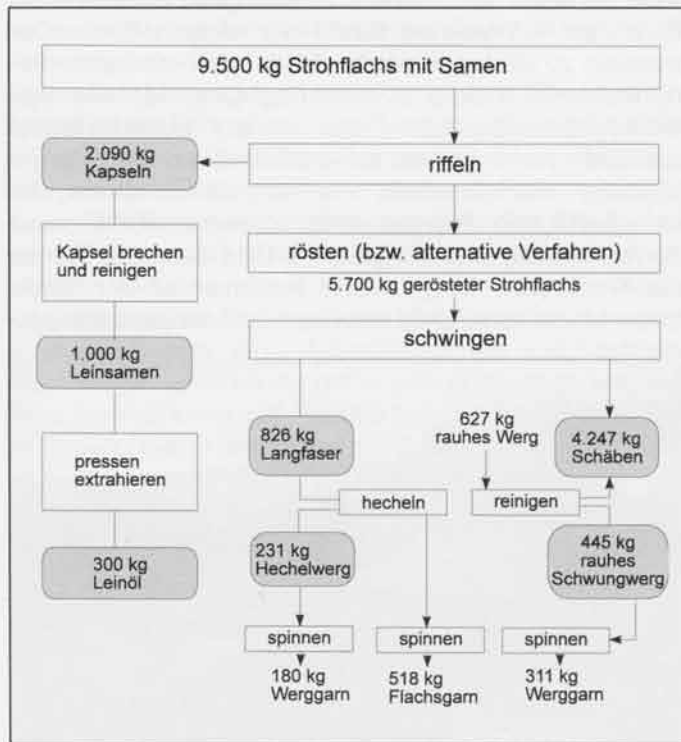 9.500 kg Strohflachs mit Samen
2.090 kg
Kapseln
riffeln
Kapsel brechen
und reinigen
rösten (bzw. alternative Verfahren)
5.700 kg gerösteter Strohflachs
schwingen
1.000 kg
Leinsamen
pressen
extrahieren
300 kg
Leinöl
826 kg
Langfaser
627 kg
rauhes Werg
4.247 kg
Schäben
hecheln
reinigen
231 kg
Hechelwerg
445 kg
rauhes
Schwungwerg
spinnen
spinnen
spinnen
180 kg
Werggarn
518 kg
Flachsgarn
311 kg
Werggarn